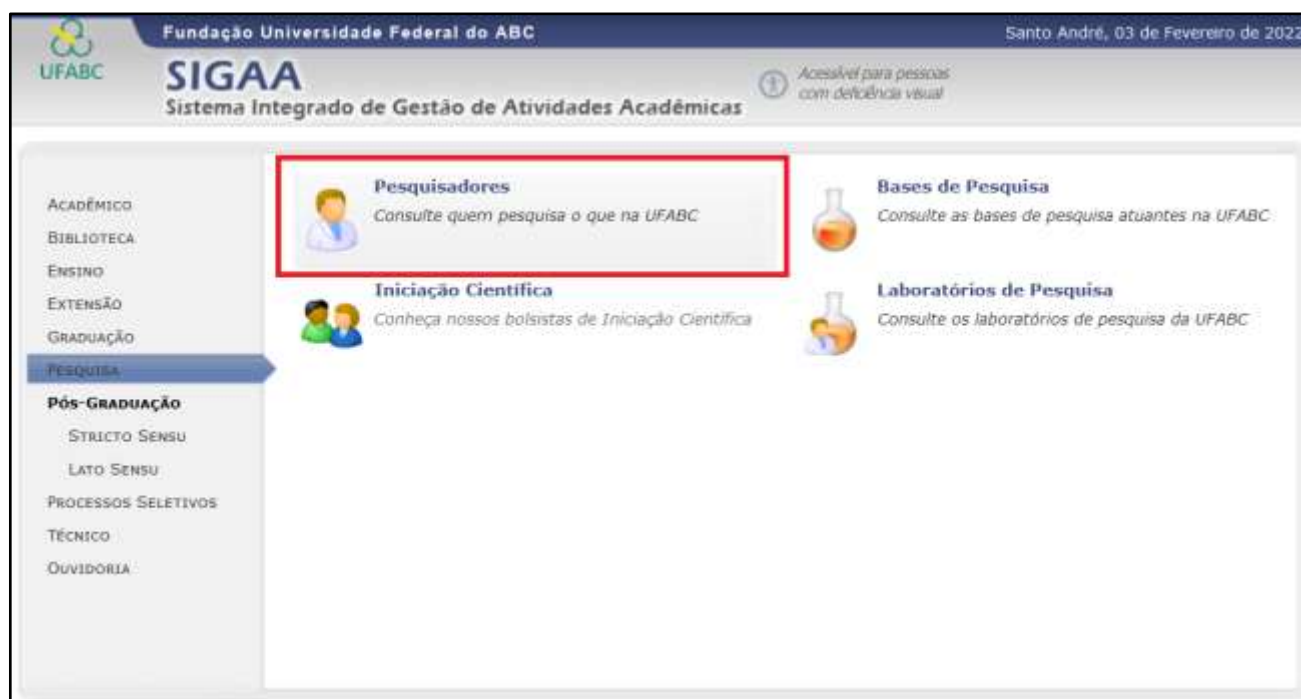 Fundação Universidade Federal do ABC
Santo André, 03 de Fevereiro de 2022
UFABC
SIGAA
Sistema Integrado de Gestão de Atividades Acadêmicas
Acessível para pessoas
com deficiência visual
Acadêmico
Biblioteca
Ensino
Extensão
Graduação
Pesquisa
Pós-Graduação
Stricto Sensu
Lato Sensu
Processos Seletivos
Técnico
Ouvidoria
Pesquisadores
Consulte quem pesquisa o que na UFABC
Bases de Pesquisa
Consulte as bases de pesquisa atuantes na UFABC
Iniciação Científica
Conheça nossos bolsistas de Iniciação Científica
Laboratórios de Pesquisa
Consulte os laboratórios de pesquisa da UFABC